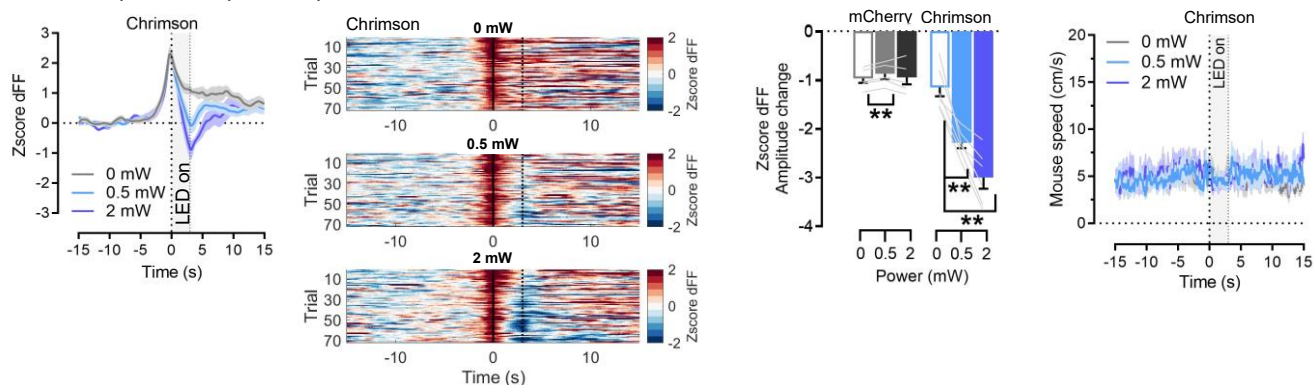 Chrimson
Zscore dFF
3
2
1
0
-1
-2
-3
LED on
0 mW
0.5 mW
2 mW
-15 -10 -5 0 5 10 15
Time (s)
Chrimson
0 mW
Trial
10
30
50
70
-10 0 10
2
1
0
-1
-2
Zscore dFF
0.5 mW
Trial
10
30
50
70
-10 0 10
2
1
0
-1
-2
Zscore dFF
2 mW
Trial
10
30
50
70
-10 0 10
Time (s)
2
1
0
-1
-2
Zscore dFF
mCherry Chrimson
Zscore dFF
Amplitude change
0
-1
-2
-3
-4
**
**
**
0 0.5 2 0 0.5 2
Power (mW)
Chrimson
Mouse speed (cm/s)
20
15
10
5
0
0 mW
0.5 mW
2 mW
LED on
-15 -10 -5 0 5 10 15
Time (s)